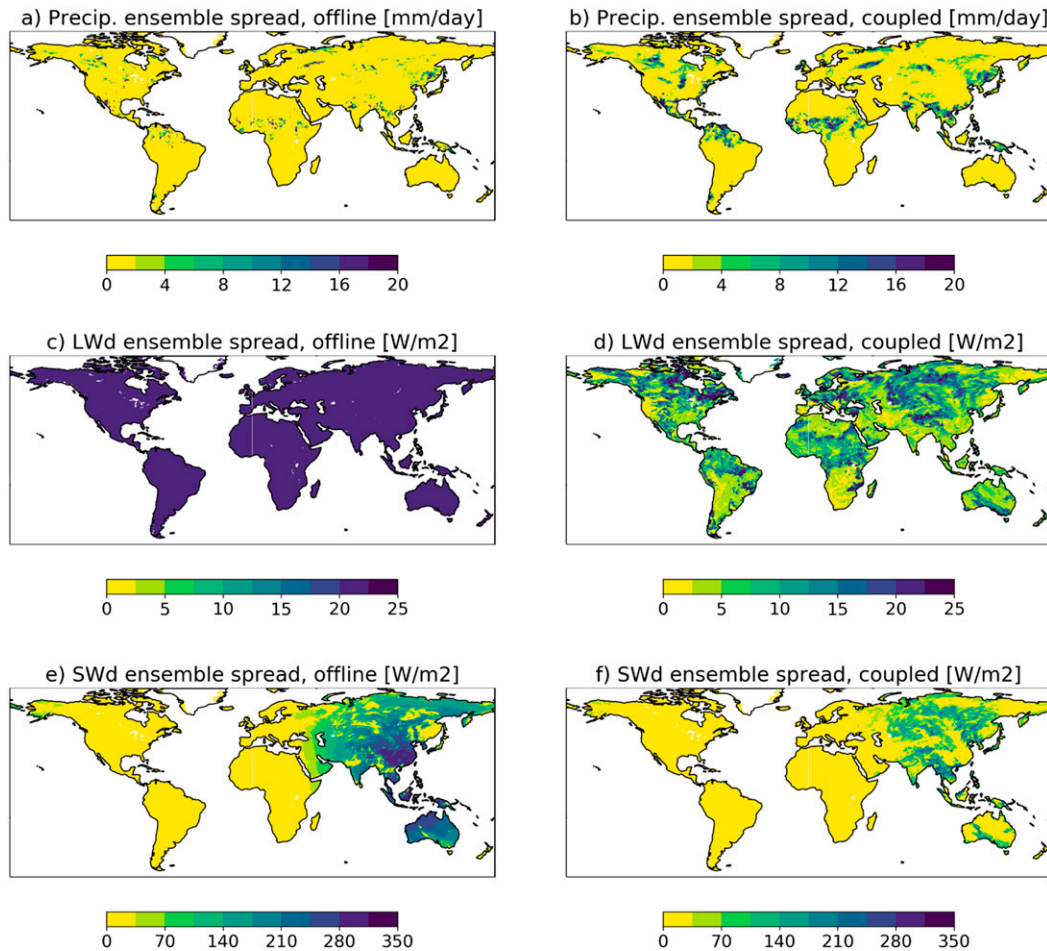 a) Precip. ensemble spread, offline [mm/day]
b) Precip. ensemble spread, coupled [mm/day]
0 4 8 12 16 20
0 4 8 12 16 20
c) LWd ensemble spread, offline [W/m2]
d) LWd ensemble spread, coupled [W/m2]
0 5 10 15 20 25
0 5 10 15 20 25
e) SWd ensemble spread, offline [W/m2]
f) SWd ensemble spread, coupled [W/m2]
0 70 140 210 280 350
0 70 140 210 280 350